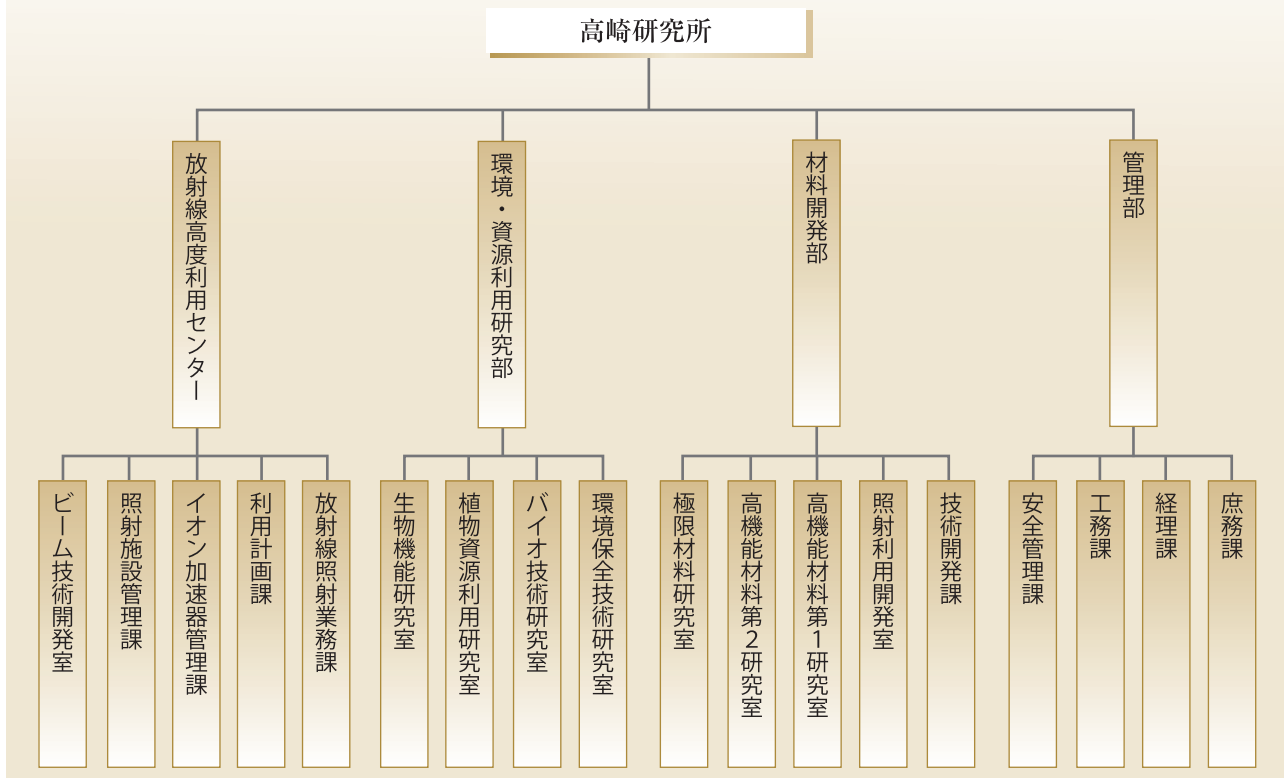 高崎研究所
管理部
材料開発部
環境・資源利用研究部
放射線高度利用センター
庶務課
経理課
工務課
安全管理課
技術開発課
照射利用開発室
高機能材料第1研究室
高機能材料第2研究室
極限材料研究室
環境保全技術研究室
バイオ技術研究室
植物資源利用研究室
生物機能研究室
放射線照射業務課
利用計画課
イオン加速器管理課
照射施設管理課
ビーム技術開発室